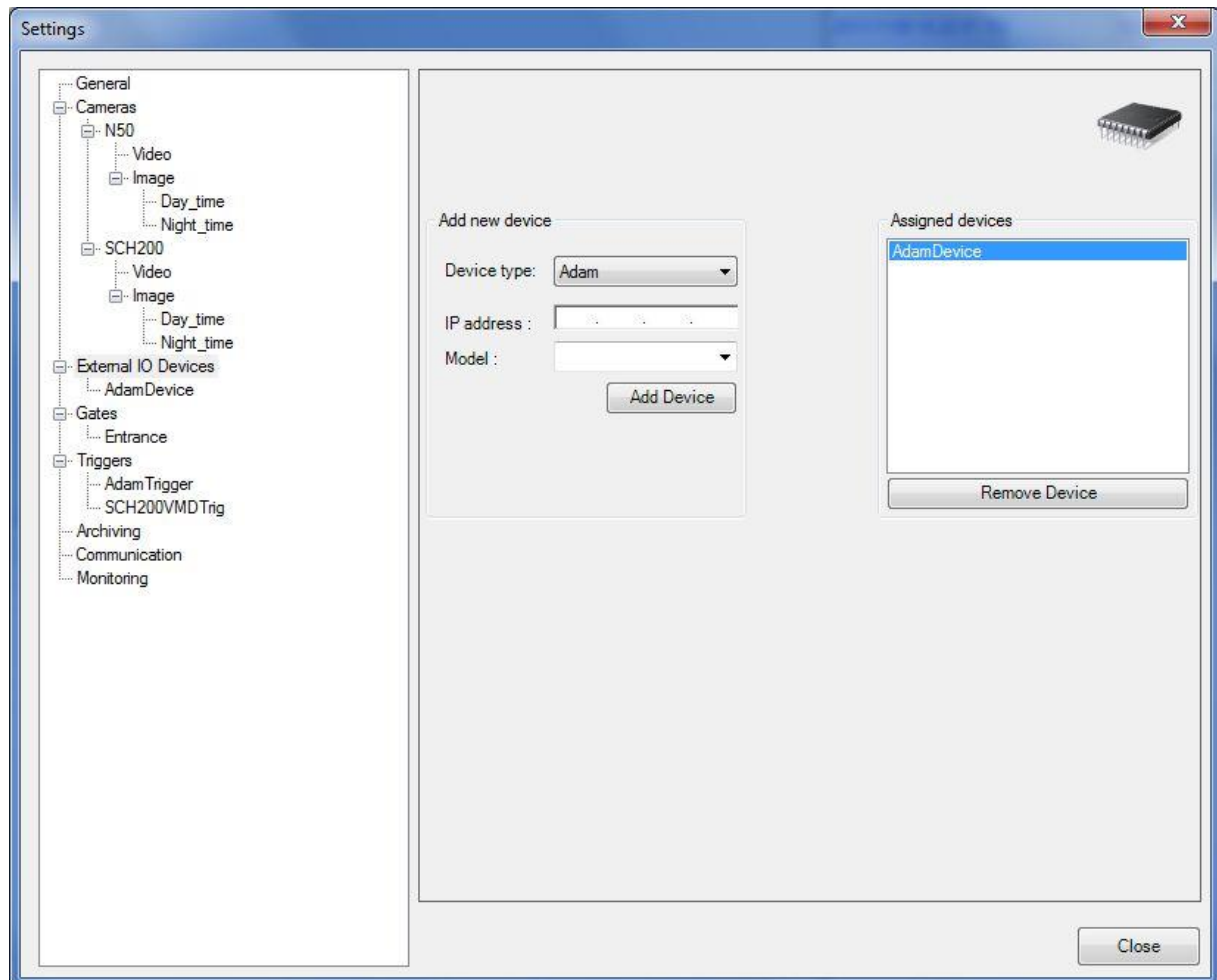 Settings
General
Cameras
N50
Video
Image
Day_time
Night_time
SCH200
Video
Image
Day_time
Night_time
External IO Devices
AdamDevice
Gates
Entrance
Triggers
AdamTrigger
SCH200VMDTrig
Archiving
Communication
Monitoring
Add new device
Device type: Adam
IP address : . . .
Model :
Add Device
Assigned devices
AdamDevice
Remove Device
Close